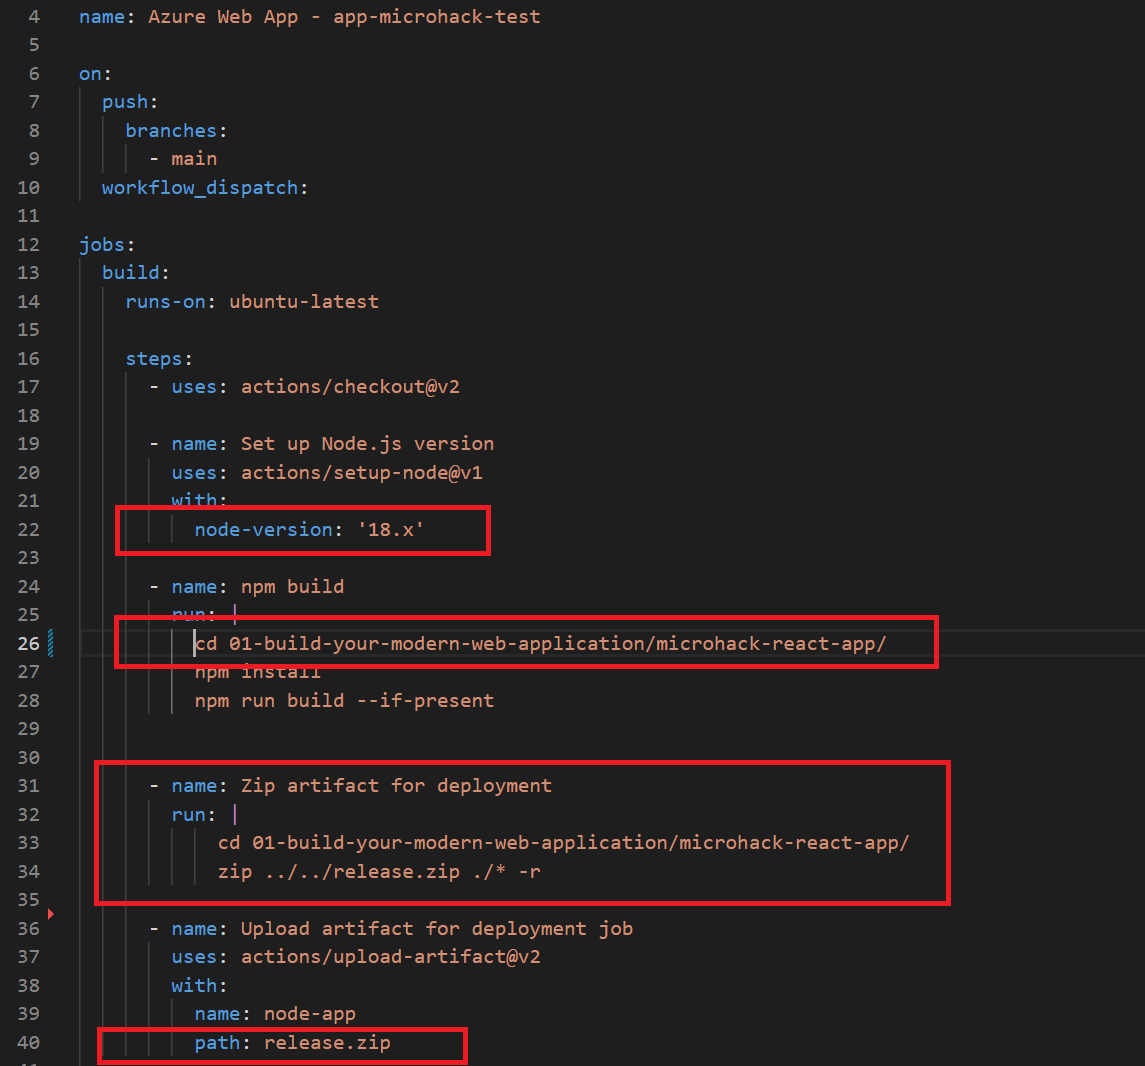 4 name: Azure Web App - app-microhack-test
5
6 on:
7 push:
8 branches:
9 - main
10 workflow_dispatch:
11
12 jobs:
13 build:
14 runs-on: ubuntu-latest
15
16 steps:
17 - uses: actions/checkout@v2
18
19 - name: Set up Node.js version
20 uses: actions/setup-node@v1
21 with:
22 node-version: '18.x'
23
24 - name: npm build
25 run: |
26 cd 01-build-your-modern-web-application/microhack-react-app/
27 npm install
28 npm run build --if-present
29
30
31 - name: Zip artifact for deployment
32 run: |
33 cd 01-build-your-modern-web-application/microhack-react-app/
34 zip ../../release.zip ./* -r
35
36 - name: Upload artifact for deployment job
37 uses: actions/upload-artifact@v2
38 with:
39 name: node-app
40 path: release.zip